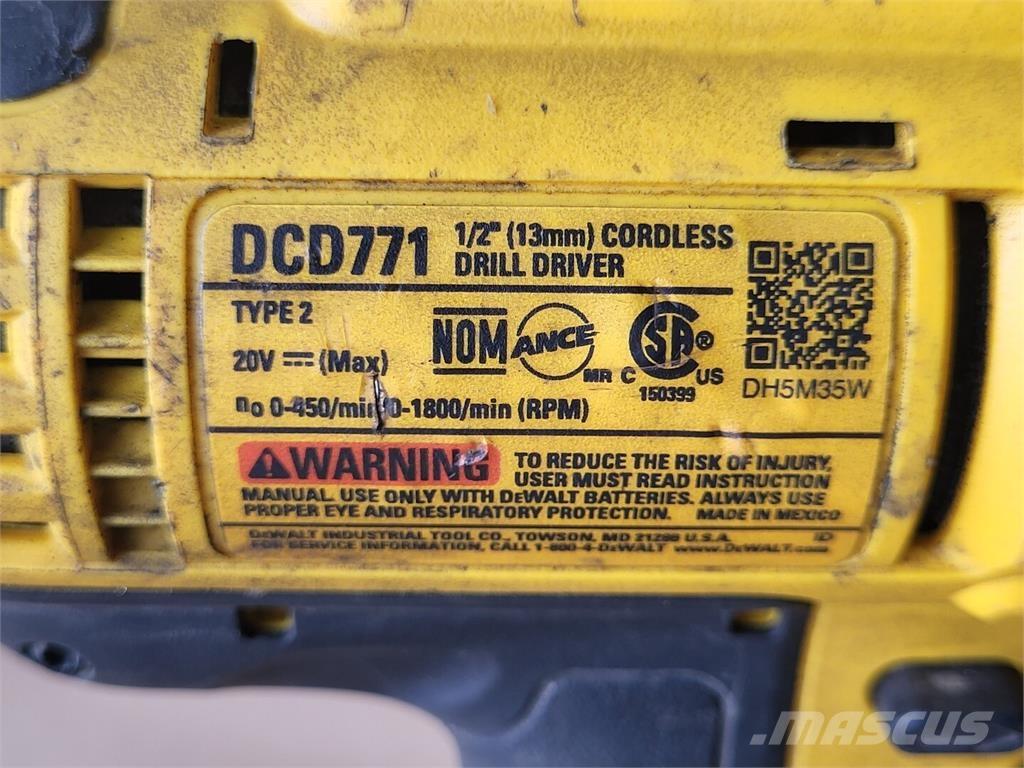 DCD771 1/2" (13mm) CORDLESS
DRILL DRIVER
TYPE 2
20V ⎓ (Max)
NOM ANCE MR C SA® US
150399
DH5M35W
n₀ 0-450/min/0-1800/min (RPM)
⚠WARNING TO REDUCE THE RISK OF INJURY,
USER MUST READ INSTRUCTION
MANUAL. USE ONLY WITH DEWALT BATTERIES. ALWAYS USE
PROPER EYE AND RESPIRATORY PROTECTION. MADE IN MEXICO
DEWALT INDUSTRIAL TOOL CO., TOWSON, MD 21286 U.S.A. ID
FOR SERVICE INFORMATION, CALL 1-800-4-DEWALT www.DEWALT.com
MASCUS